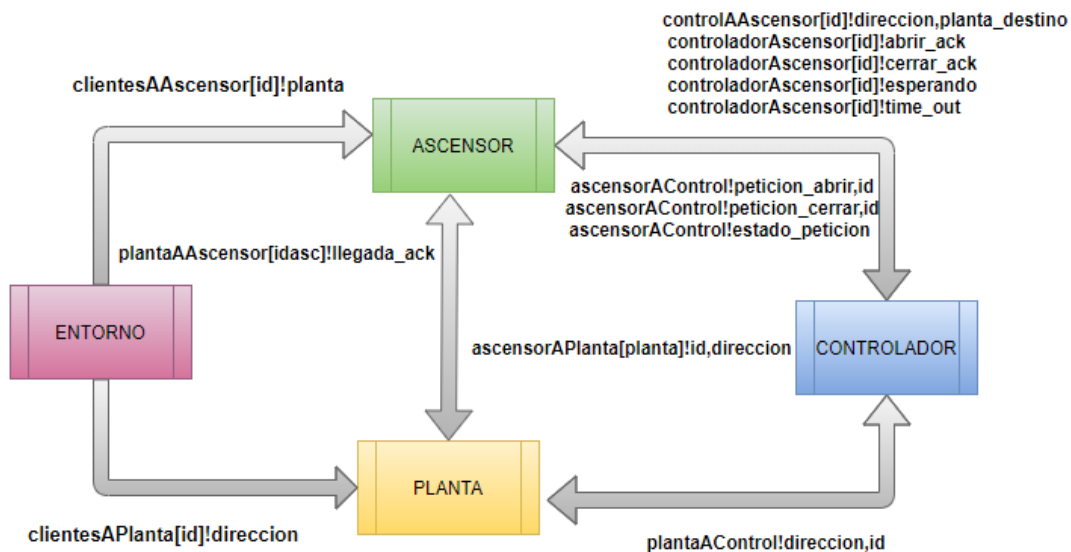 controlAAscensor[id]!direccion,planta_destino
controladorAscensor[id]!abrir_ack
controladorAscensor[id]!cerrar_ack
controladorAscensor[id]!esperando
controladorAscensor[id]!time_out
clientesAAscensor[id]!planta
ASCENSOR
ascensorAControl!peticion_abrir,id
ascensorAControl!peticion_cerrar,id
ascensorAControl!estado_peticion
plantaAAscensor[idasc]!llegada_ack
ENTORNO
ascensorAPlanta[planta]!id,direccion
CONTROLADOR
PLANTA
clientesAPlanta[id]!direccion
plantaAControl!direccion,id